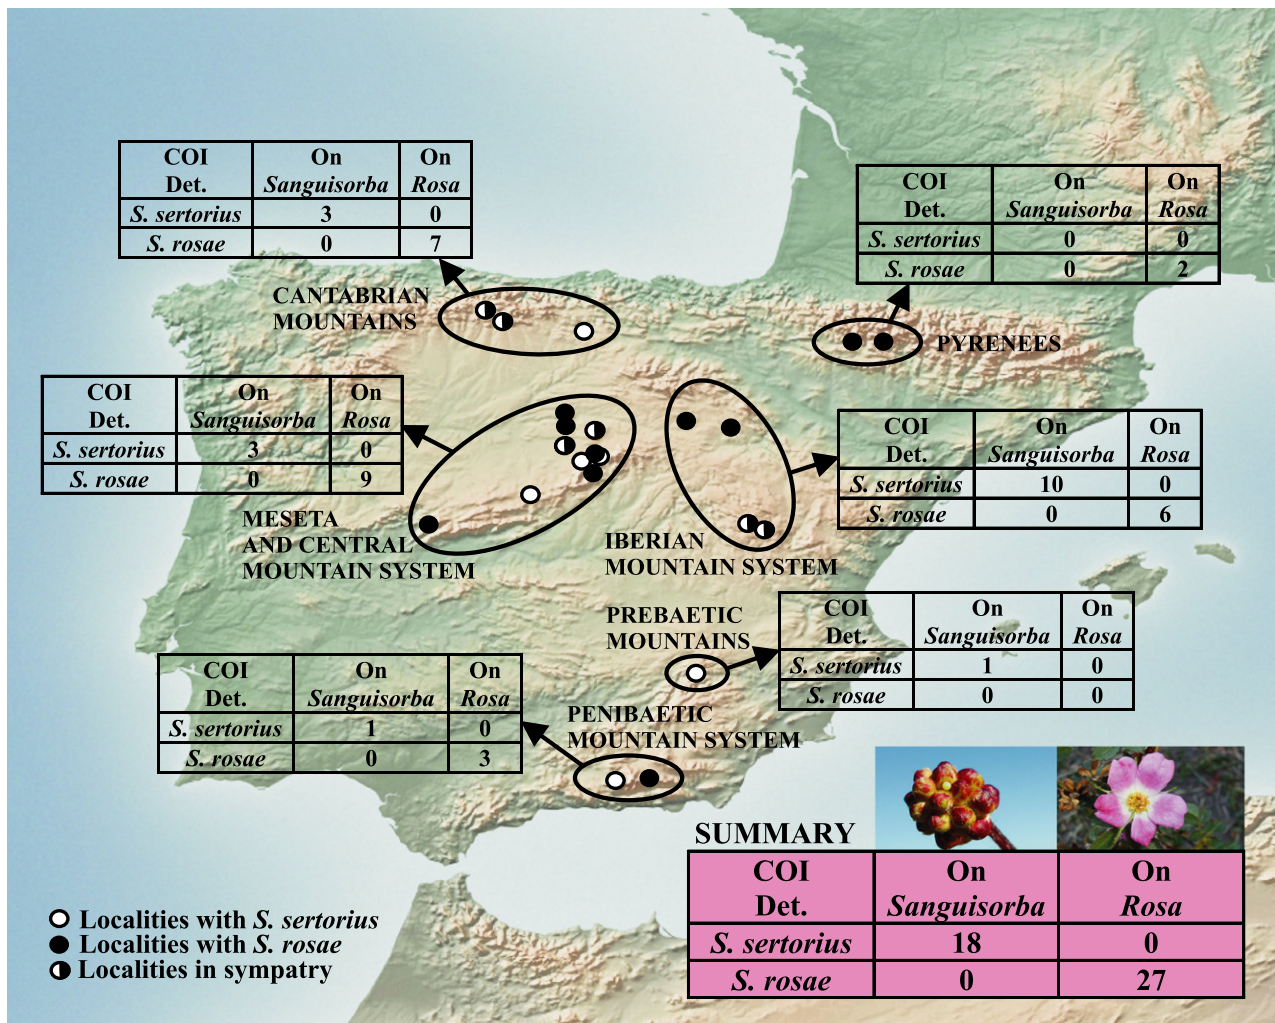 COI Det. On Sanguisorba On Rosa
S. sertorius 3 0
S. rosae 0 7
COI Det. On Sanguisorba On Rosa
S. sertorius 0 0
S. rosae 0 2
CANTABRIAN
MOUNTAINS
PYRENEES
COI Det. On Sanguisorba On Rosa
S. sertorius 3 0
S. rosae 0 9
COI Det. On Sanguisorba On Rosa
S. sertorius 10 0
S. rosae 0 6
MESETA
AND CENTRAL
MOUNTAIN SYSTEM
IBERIAN
MOUNTAIN SYSTEM
PREBAETIC
MOUNTAINS
COI Det. On Sanguisorba On Rosa
S. sertorius 1 0
S. rosae 0 0
COI Det. On Sanguisorba On Rosa
S. sertorius 1 0
S. rosae 0 3
PENIBAETIC
MOUNTAIN SYSTEM
SUMMARY
COI Det. On Sanguisorba On Rosa
S. sertorius 18 0
S. rosae 0 27
Localities with S. sertorius
Localities with S. rosae
Localities in sympatry